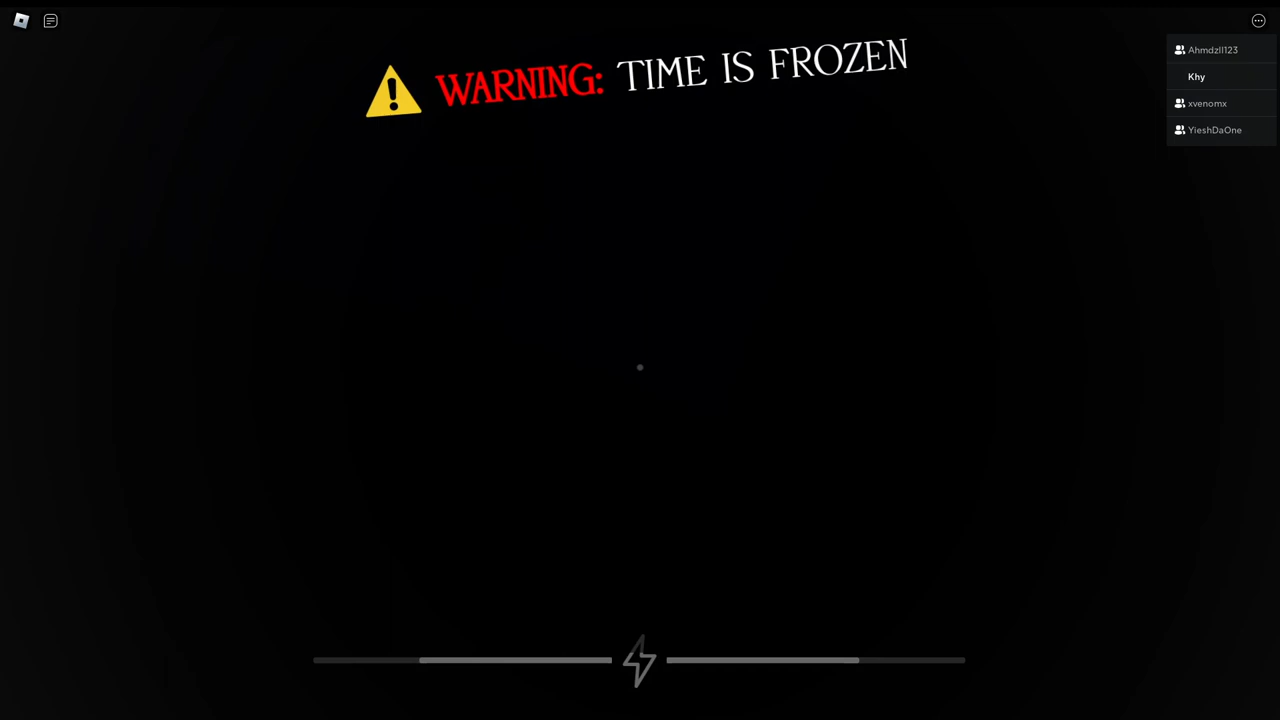 WARNING: TIME IS FROZEN
Ahmdzll123
Khy
xvenomx
YieshDaOne